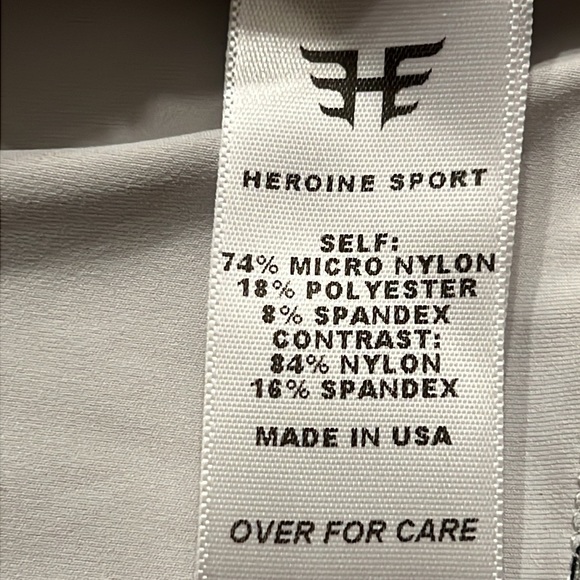 HEROINE SPORT
SELF:
74% MICRO NYLON
18% POLYESTER
8% SPANDEX
CONTRAST:
84% NYLON
16% SPANDEX
MADE IN USA
OVER FOR CARE